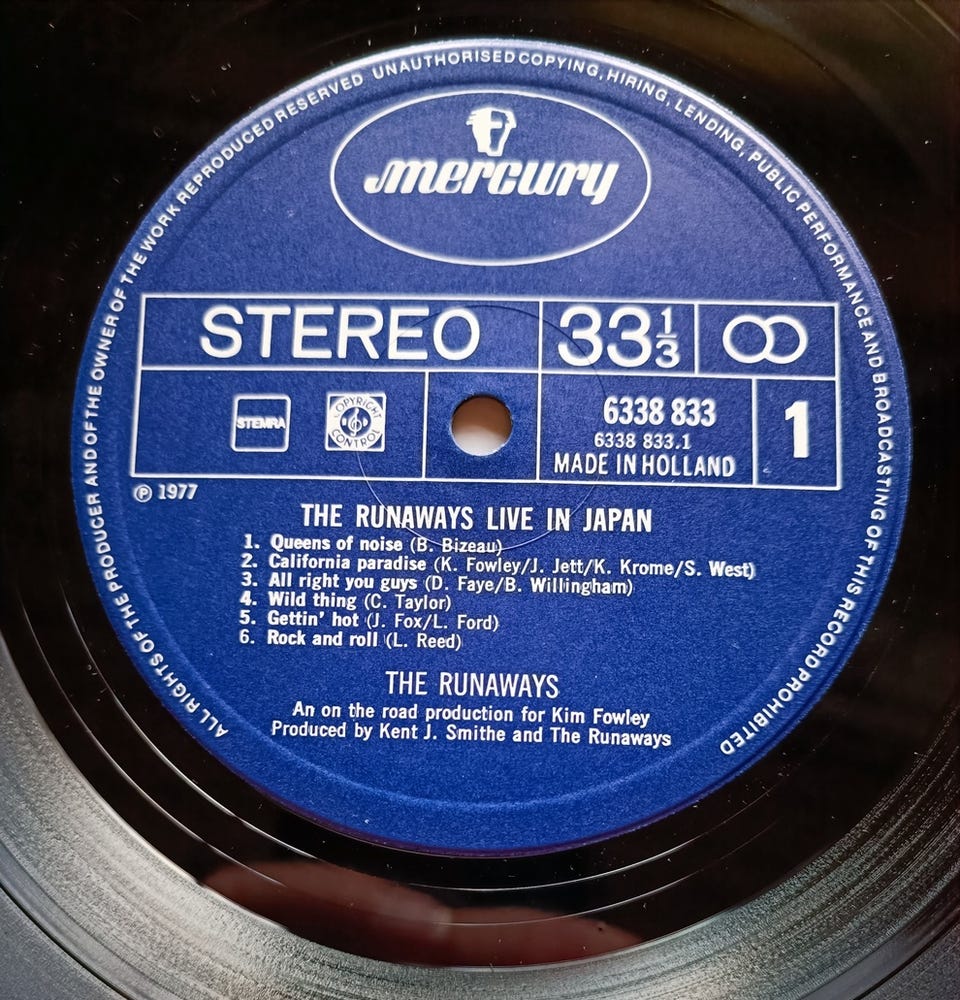 ALL RIGHTS OF THE PRODUCER AND OF THE OWNER OF THE WORK REPRODUCED RESERVED UNAUTHORISED COPYING, HIRING, LENDING, PUBLIC PERFORMANCE AND BROADCASTING OF THIS RECORD PROHIBITED
mercury
STEREO
33 1/3
STEMRA
COPYRIGHT CONTROL
6338 833
6338 833.1
MADE IN HOLLAND
1
Ⓟ 1977
THE RUNAWAYS LIVE IN JAPAN
1. Queens of noise (B. Bizeau)
2. California paradise (K. Fowley/J. Jett/K. Krome/S. West)
3. All right you guys (D. Faye/B. Willingham)
4. Wild thing (C. Taylor)
5. Gettin' hot (J. Fox/L. Ford)
6. Rock and roll (L. Reed)
THE RUNAWAYS
An on the road production for Kim Fowley
Produced by Kent J. Smithe and The Runaways